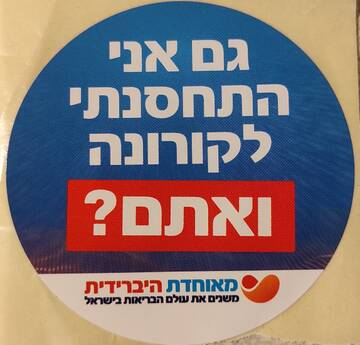 גם אני
התחסנתי
לקורונה
ואתם?
מאוחדת היברידית
משנים את עולם הבריאות בישראל